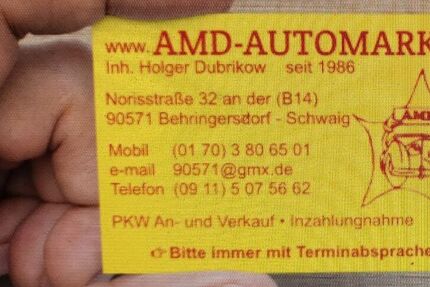 www. AMD-AUTOMARK
Inh. Holger Dubrikow seit 1986
Norisstraße 32 an der (B14)
90571 Behringersdorf - Schwaig
AMD
Mobil (01 70) 3 80 65 01
e-mail 90571@gmx.de
Telefon (09 11) 5 07 56 62
PKW An- und Verkauf • Inzahlungnahme
☞ Bitte immer mit Terminabsprache